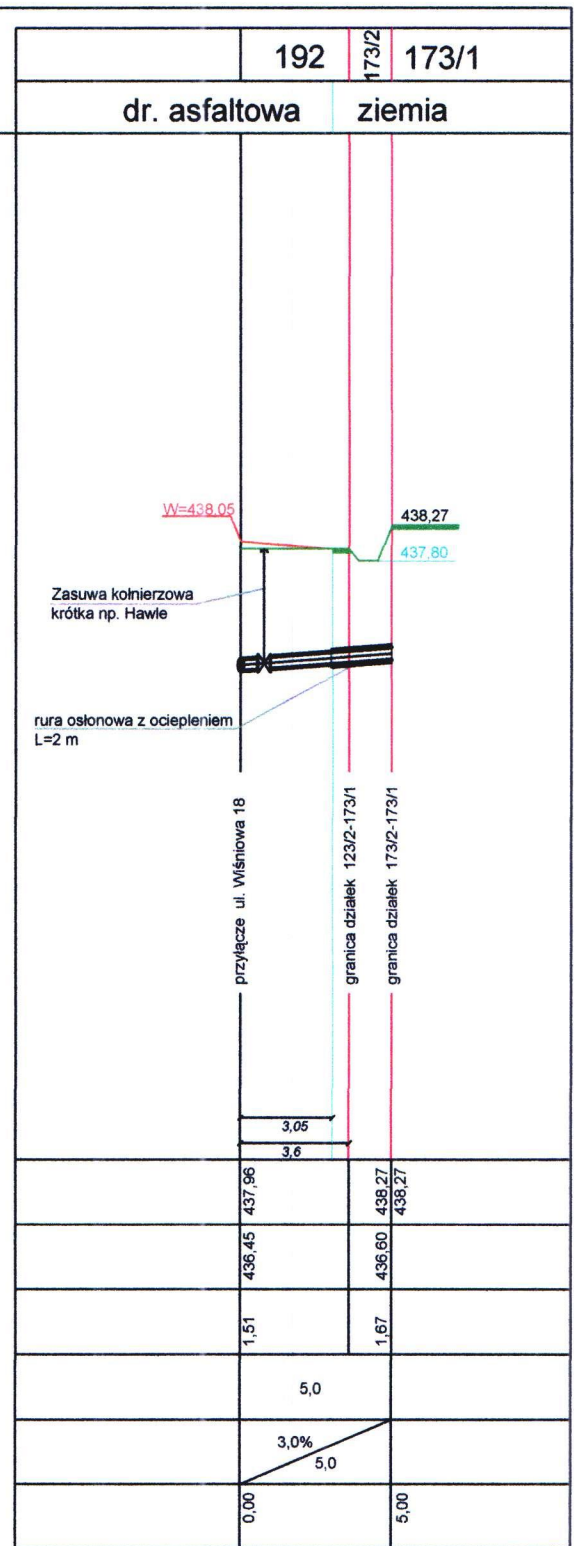 192
173/2
173/1
dr. asfaltowa
ziemia
W=438,05
438,27
437,80
Zasuwa kołnierzowa
krótka np. Hawle
rura osłonowa z ociepleniem
L=2 m
przyłącze ul. Wiśniowa 18
granica działek 123/2-173/1
granica działek 173/2-173/1
3,05
3,6
437,96
438,27
438,27
436,45
436,60
1,51
1,67
5,0
3,0%
5,0
0,00
5,00